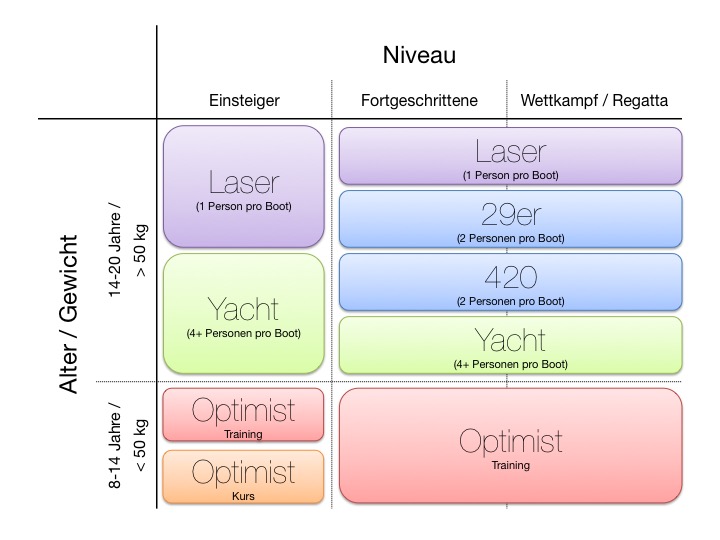 Niveau
Einsteiger
Fortgeschrittene
Wettkampf / Regatta
Alter / Gewicht
14-20 Jahre /
> 50 kg
Laser
(1 Person pro Boot)
Yacht
(4+ Personen pro Boot)
Laser
(1 Person pro Boot)
29er
(2 Personen pro Boot)
420
(2 Personen pro Boot)
Yacht
(4+ Personen pro Boot)
8-14 Jahre /
< 50 kg
Optimist
Training
Optimist
Kurs
Optimist
Training